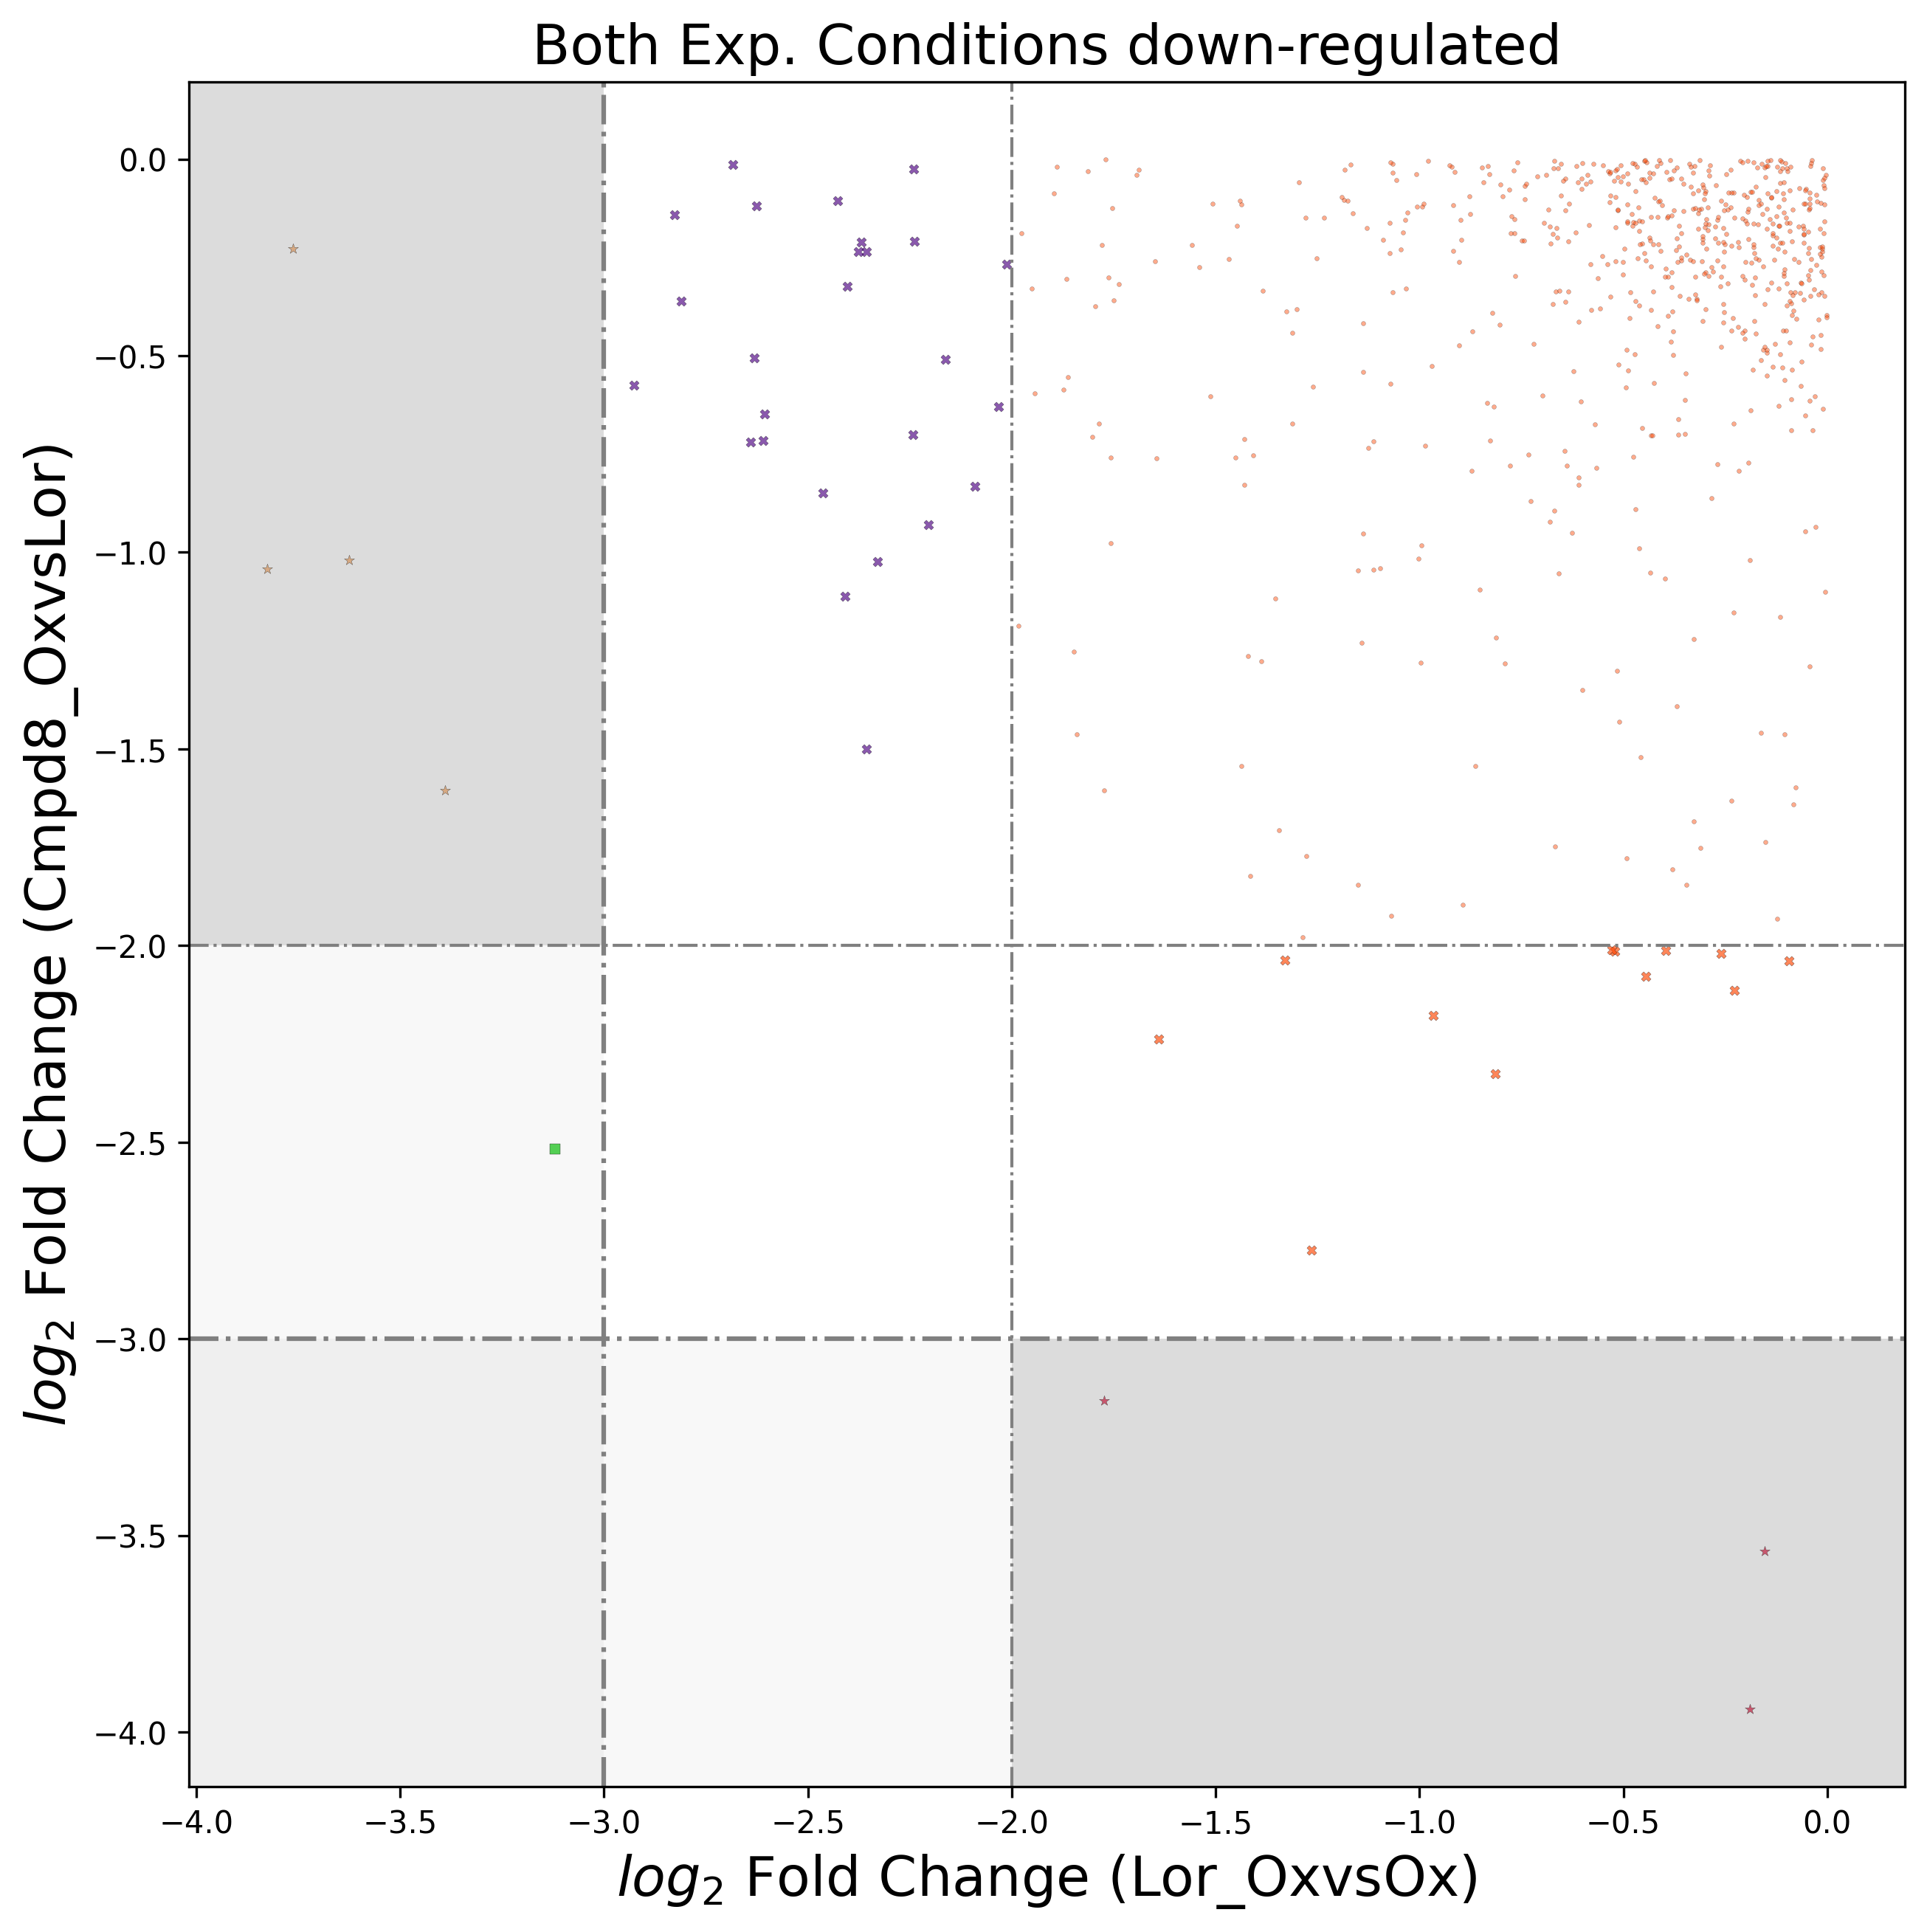 Both Exp. Conditions down-regulated
log₂ Fold Change (Cmpd8_OxvsLor)
0.0
−0.5
−1.0
−1.5
−2.0
−2.5
−3.0
−3.5
−4.0
−4.0 −3.5 −3.0 −2.5 −2.0 −1.5 −1.0 −0.5 0.0
log₂ Fold Change (Lor_OxvsOx)